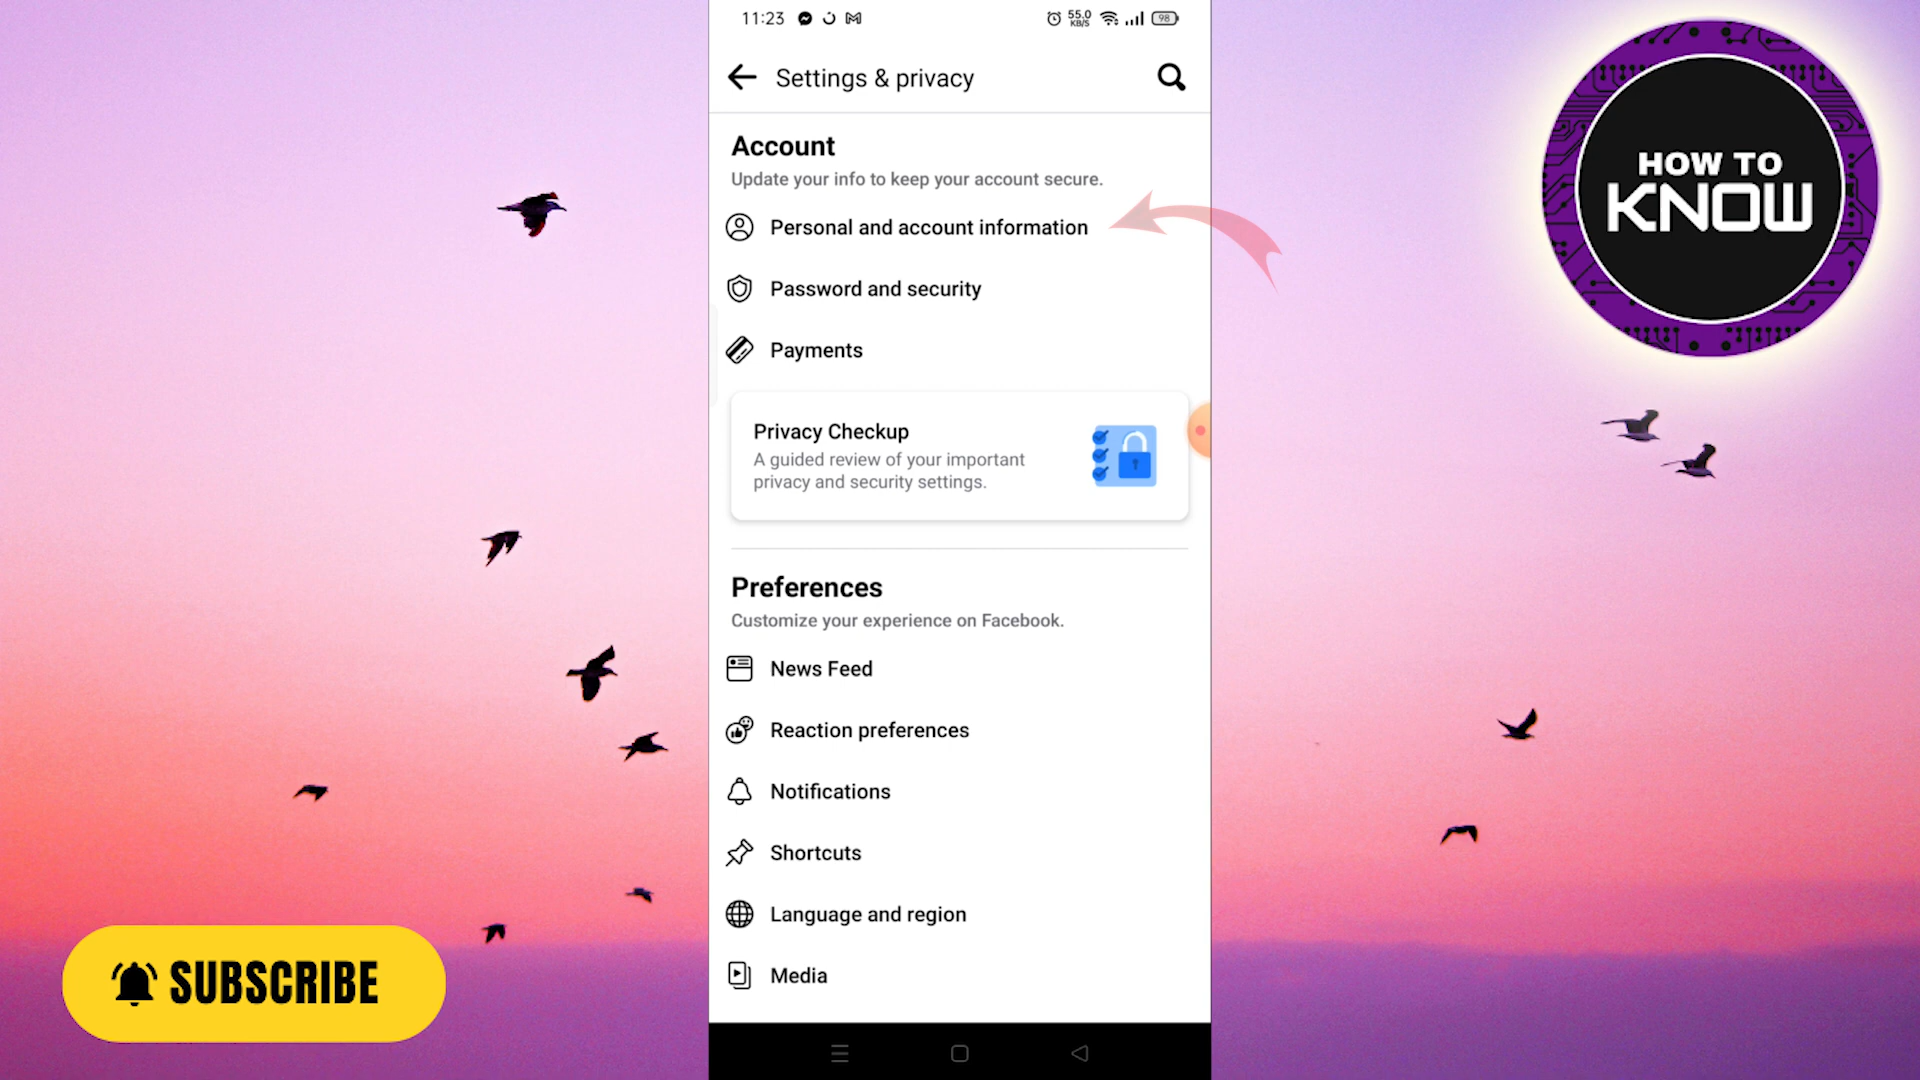 11:23
55.0
KB/S
98
Settings & privacy
Account
Update your info to keep your account secure.
Personal and account information
Password and security
Payments
Privacy Checkup
A guided review of your important
privacy and security settings.
Preferences
Customize your experience on Facebook.
News Feed
Reaction preferences
Notifications
Shortcuts
Language and region
Media
HOW TO
KNOW
SUBSCRIBE